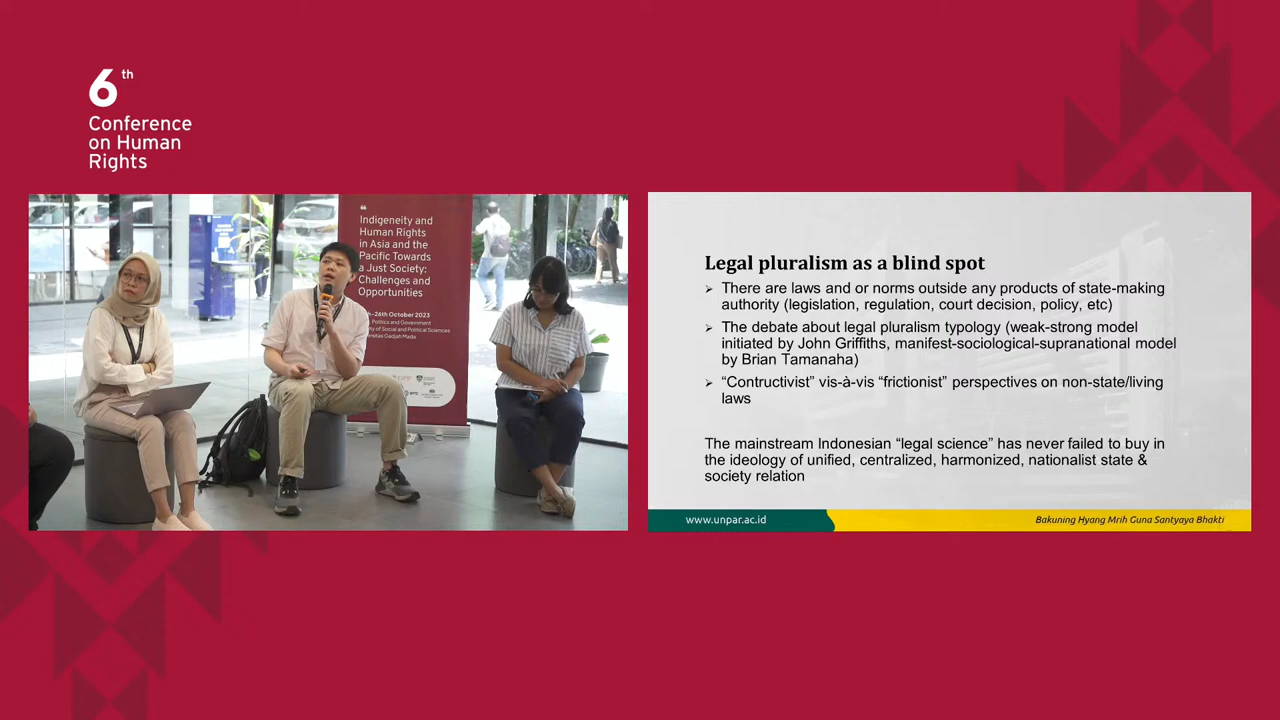 6th
Conference
on Human
Rights
“
Indigeneity and
Human Rights
in Asia and the
Pacific Towards
a Just Society:
Challenges and
Opportunities
26th October 2023
Politics and Government
of Social and Political Sciences
Gadjah Mada
Legal pluralism as a blind spot
➢ There are laws and or norms outside any products of state-making
authority (legislation, regulation, court decision, policy, etc)
➢ The debate about legal pluralism typology (weak-strong model
initiated by John Griffiths, manifest-sociological-supranational model
by Brian Tamanaha)
➢ “Contructivist” vis-à-vis “frictionist” perspectives on non-state/living
laws
The mainstream Indonesian “legal science” has never failed to buy in
the ideology of unified, centralized, harmonized, nationalist state &
society relation
www.unpar.ac.id
Bakuning Hyang Mrih Guna Santyaya Bhakti